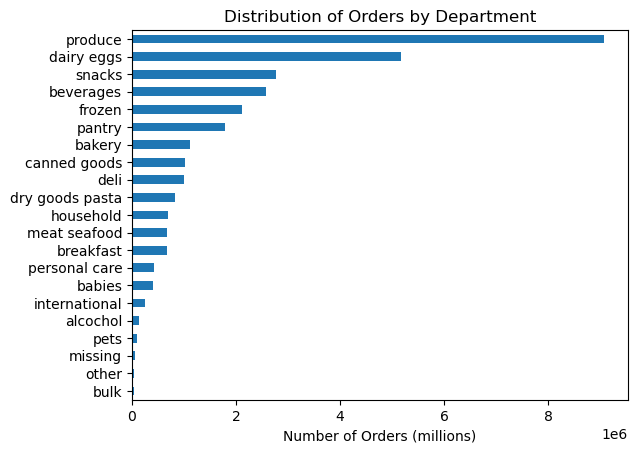 Distribution of Orders by Department
produce
dairy eggs
snacks
beverages
frozen
pantry
bakery
canned goods
deli
dry goods pasta
household
meat seafood
breakfast
personal care
babies
international
alcochol
pets
missing
other
bulk
0 2 4 6 8
1e6
Number of Orders (millions)